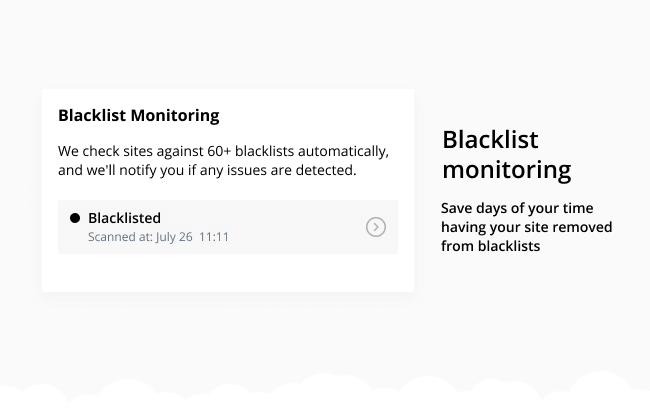 Blacklist Monitoring
We check sites against 60+ blacklists automatically,
and we'll notify you if any issues are detected.
Blacklisted
Scanned at: July 26  11:11
Blacklist
monitoring
Save days of your time
having your site removed
from blacklists